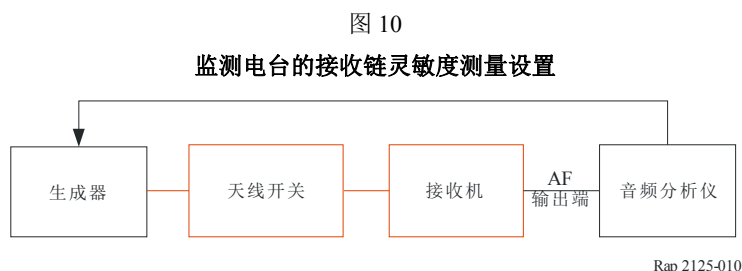 图 10
监测电台的接收链灵敏度测量设置
生成器
天线开关
接收机
AF
输出端
音频分析仪
Rap 2125-010